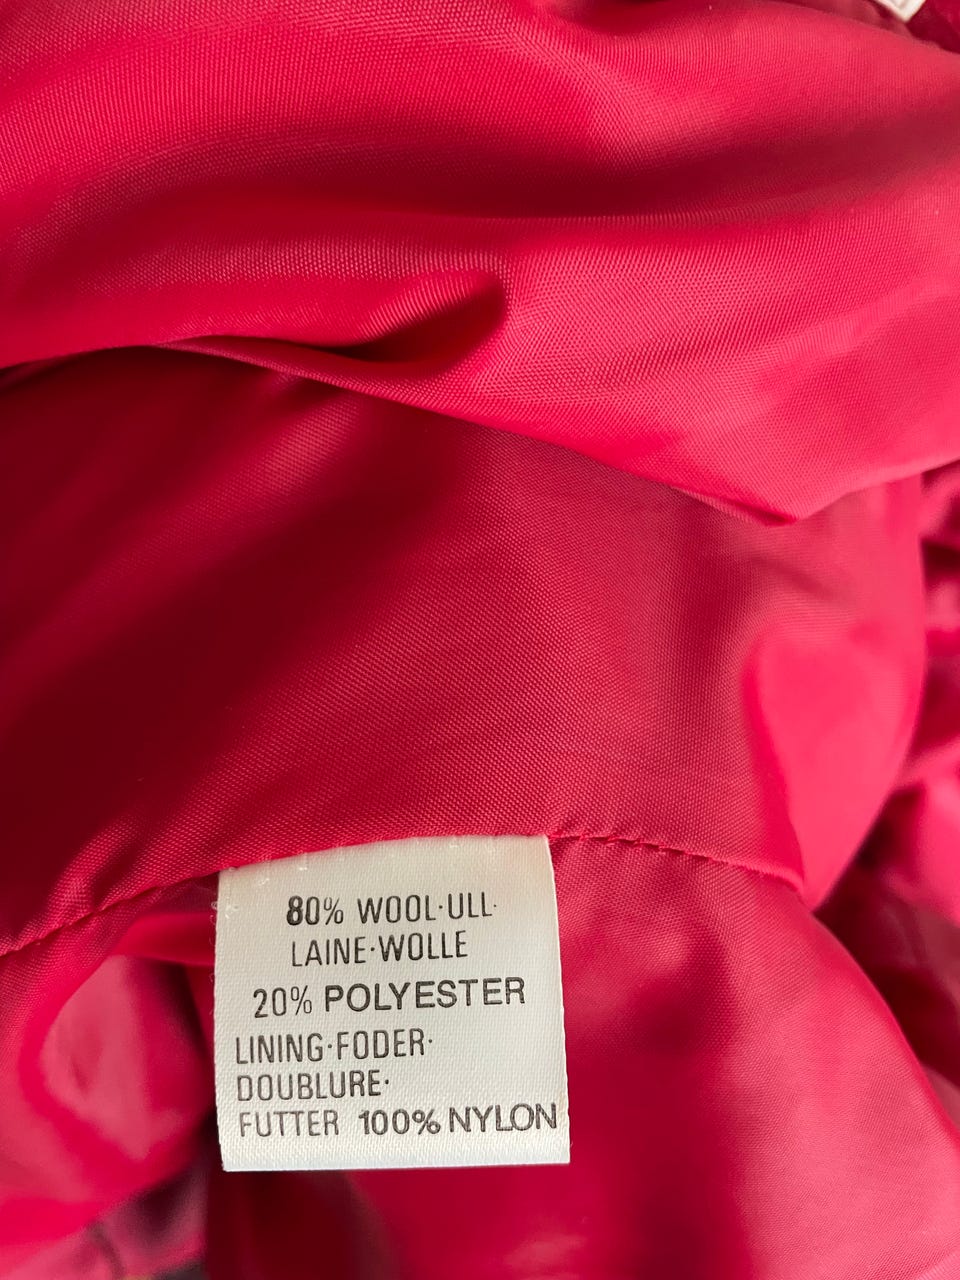 80% WOOL·ULL·
LAINE·WOLLE
20% POLYESTER
LINING·FODER·
DOUBLURE·
FUTTER 100% NYLON